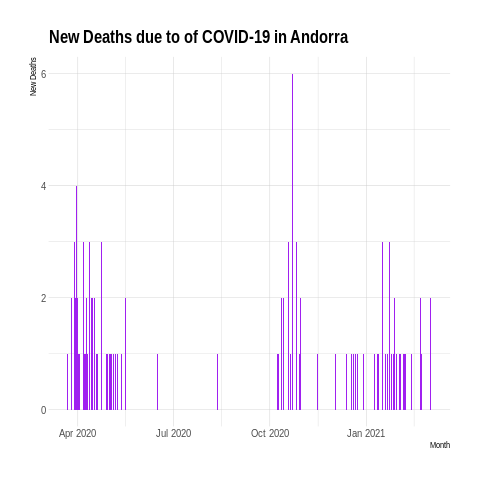 New Deaths due to of COVID-19 in Andorra
New Deaths
6
4
2
0
Apr 2020 Jul 2020 Oct 2020 Jan 2021
Month